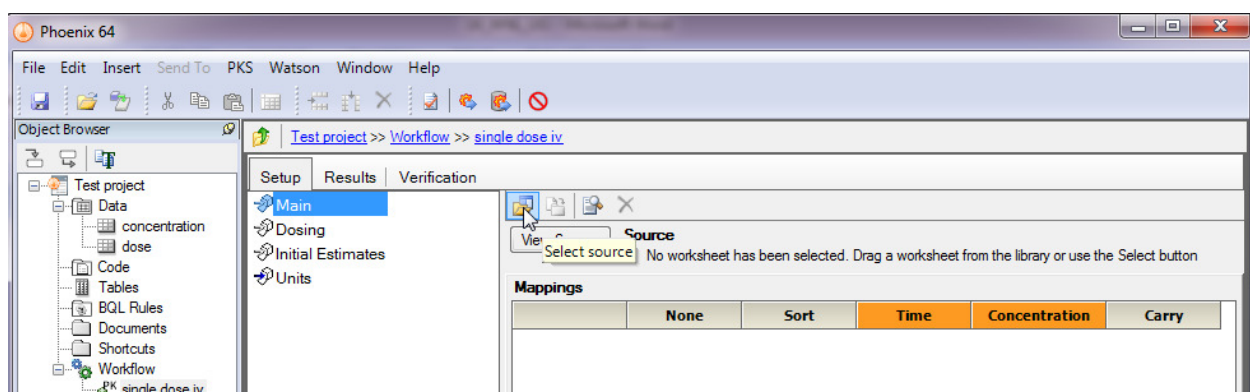 Phoenix 64
File Edit Insert Send To PKS Watson Window Help
Object Browser
Test project >> Workflow >> single dose iv
Setup Results Verification
Test project
Data
concentration
dose
Code
Tables
BQL Rules
Documents
Shortcuts
Workflow
PK single dose iv
Main
Dosing
Initial Estimates
Units
Source
Select source
No worksheet has been selected. Drag a worksheet from the library or use the Select button
Mappings
None Sort Time Concentration Carry